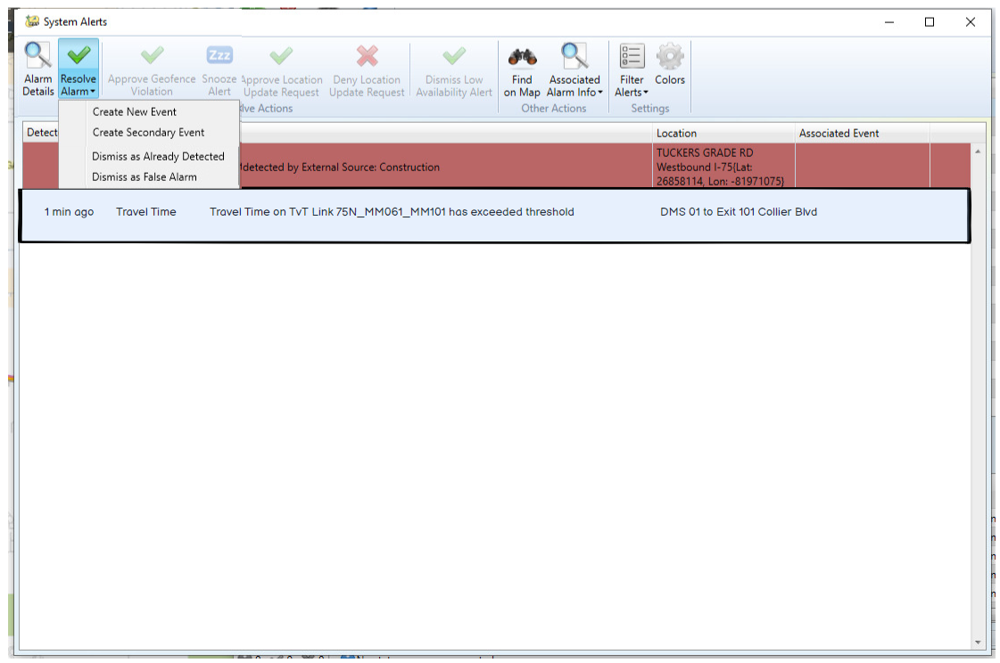 System Alerts
Alarm Details
Resolve Alarm
Approve Geofence Violation
Snooze Alert
Zzz
Approve Location Update Request
Deny Location Update Request
Dismiss Low Availability Alert
Find on Map
Associated Alarm Info
Filter Alerts
Colors
Create New Event
Create Secondary Event
Dismiss as Already Detected
Dismiss as False Alarm
Actions
Other Actions
Settings
Detect
Location
Associated Event
detected by External Source: Construction
TUCKERS GRADE RD
Westbound I-75{Lat:
26858114, Lon: -81971075}
1 min ago
Travel Time
Travel Time on TvT Link 75N_MM061_MM101 has exceeded threshold
DMS 01 to Exit 101 Collier Blvd